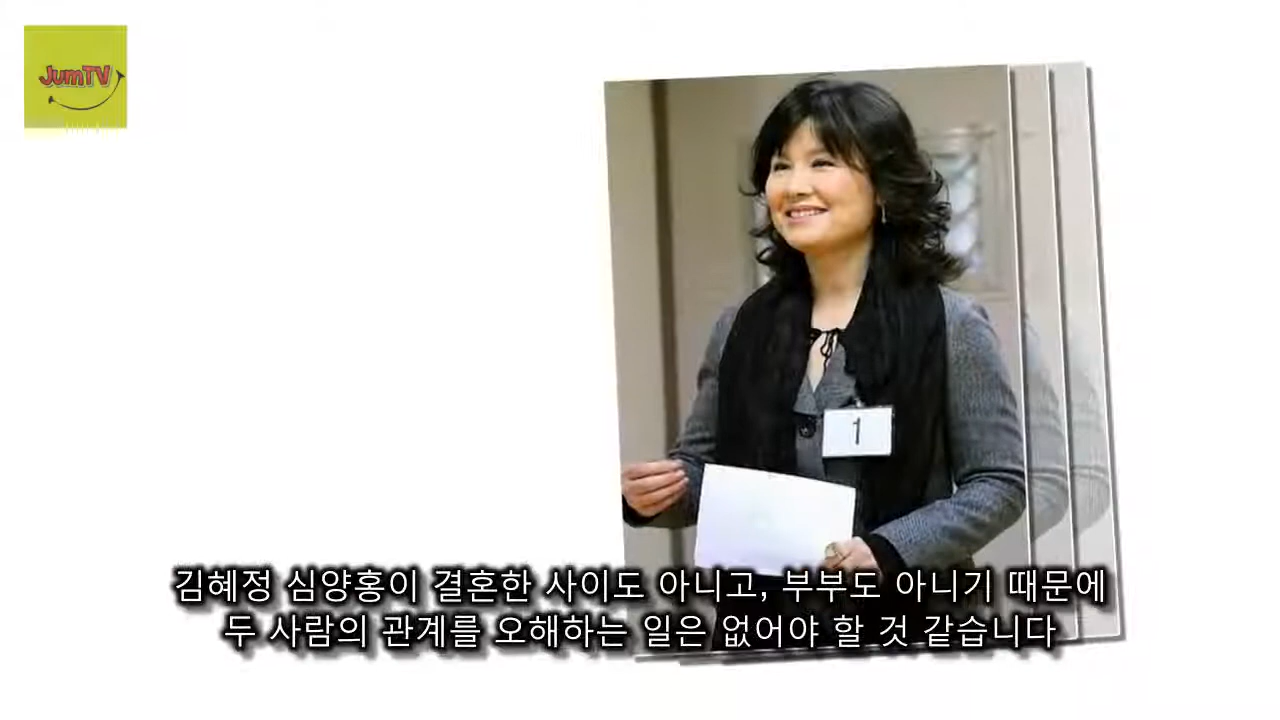 JumTV
1
김혜정 심양홍이 결혼한 사이도 아니고, 부부도 아니기 때문에
두 사람의 관계를 오해하는 일은 없어야 할 것 같습니다